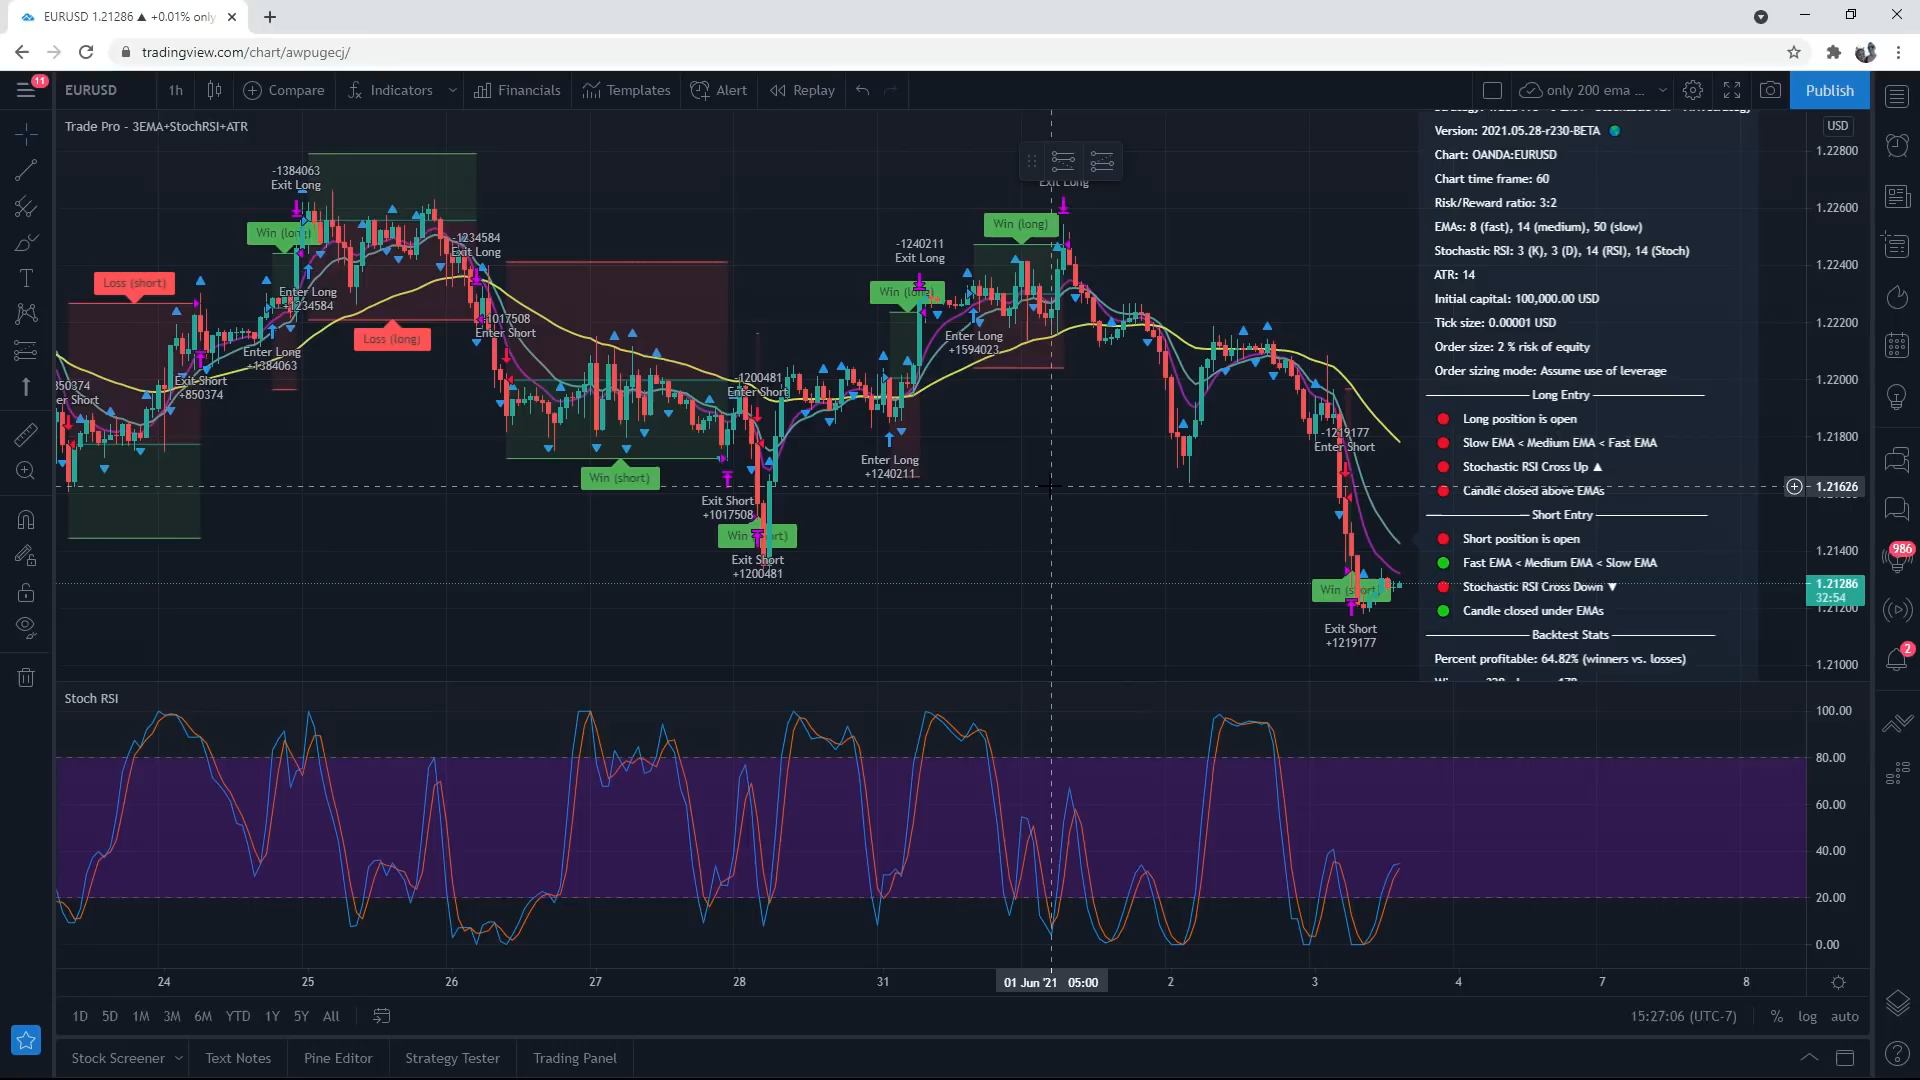 EURUSD 1.21286 ▲ +0.01% only
tradingview.com/chart/awpugecj/
11
EURUSD
1h
Compare
Indicators
Financials
Templates
Alert
Replay
only 200 ema ...
Publish
Trade Pro - 3EMA+StochRSI+ATR
USD
Version: 2021.05.28-r230-BETA
Chart: OANDA:EURUSD
Chart time frame: 60
Risk/Reward ratio: 3:2
EMAs: 8 (fast), 14 (medium), 50 (slow)
Stochastic RSI: 3 (K), 3 (D), 14 (RSI), 14 (Stoch)
ATR: 14
Initial capital: 100,000.00 USD
Tick size: 0.00001 USD
Order size: 2 % risk of equity
Order sizing mode: Assume use of leverage
Long Entry
Long position is open
Slow EMA < Medium EMA < Fast EMA
Stochastic RSI Cross Up ▲
Candle closed above EMAs
Short Entry
Short position is open
Fast EMA < Medium EMA < Slow EMA
Stochastic RSI Cross Down ▼
Candle closed under EMAs
Backtest Stats
Percent profitable: 64.82% (winners vs. losses)
1.22800
1.22600
1.22400
1.22200
1.22000
1.21800
1.21626
1.21400
1.21286
32:54
1.21200
1.21000
-1384063
Exit Long
Win (long)
Loss (short)
Enter Long
+1234584
Enter Long
+1384063
Exit Short
+850374
850374
er Short
Loss (long)
-1234584
Exit Long
-1017508
Enter Short
Win (short)
Exit Short
+1017508
-1200481
Enter Short
Win (short)
Exit Short
+1200481
-1240211
Exit Long
Win (long)
Enter Long
+1240211
Exit Long
Win (long)
Enter Long
+1594023
-1219177
Enter Short
Win (short)
Exit Short
+1219177
Stoch RSI
100.00
80.00
60.00
40.00
20.00
0.00
24
25
26
27
28
31
01 Jun '21 05:00
2
3
4
7
8
1D
5D
1M
3M
6M
YTD
1Y
5Y
All
15:27:06 (UTC-7)
%
log
auto
Stock Screener
Text Notes
Pine Editor
Strategy Tester
Trading Panel
986
2